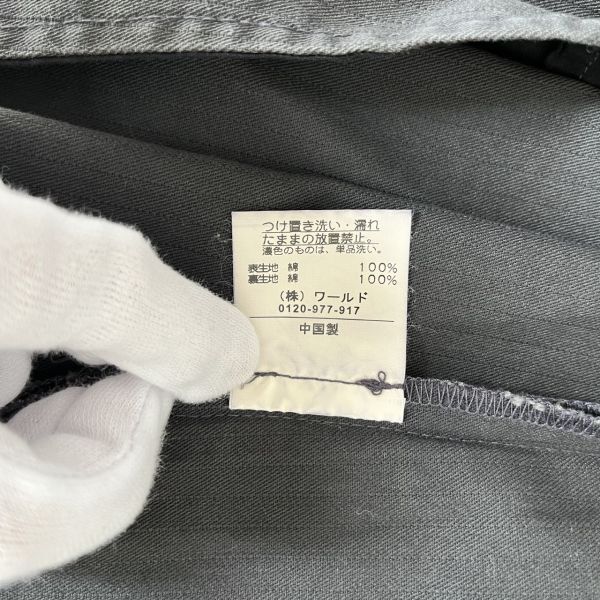 つけ置き洗い・濡れ
たままの放置禁止。
濃色のものは、単品洗い。
表生地 綿 100%
裏生地 綿 100%
(株) ワールド
0120-977-917
中国製